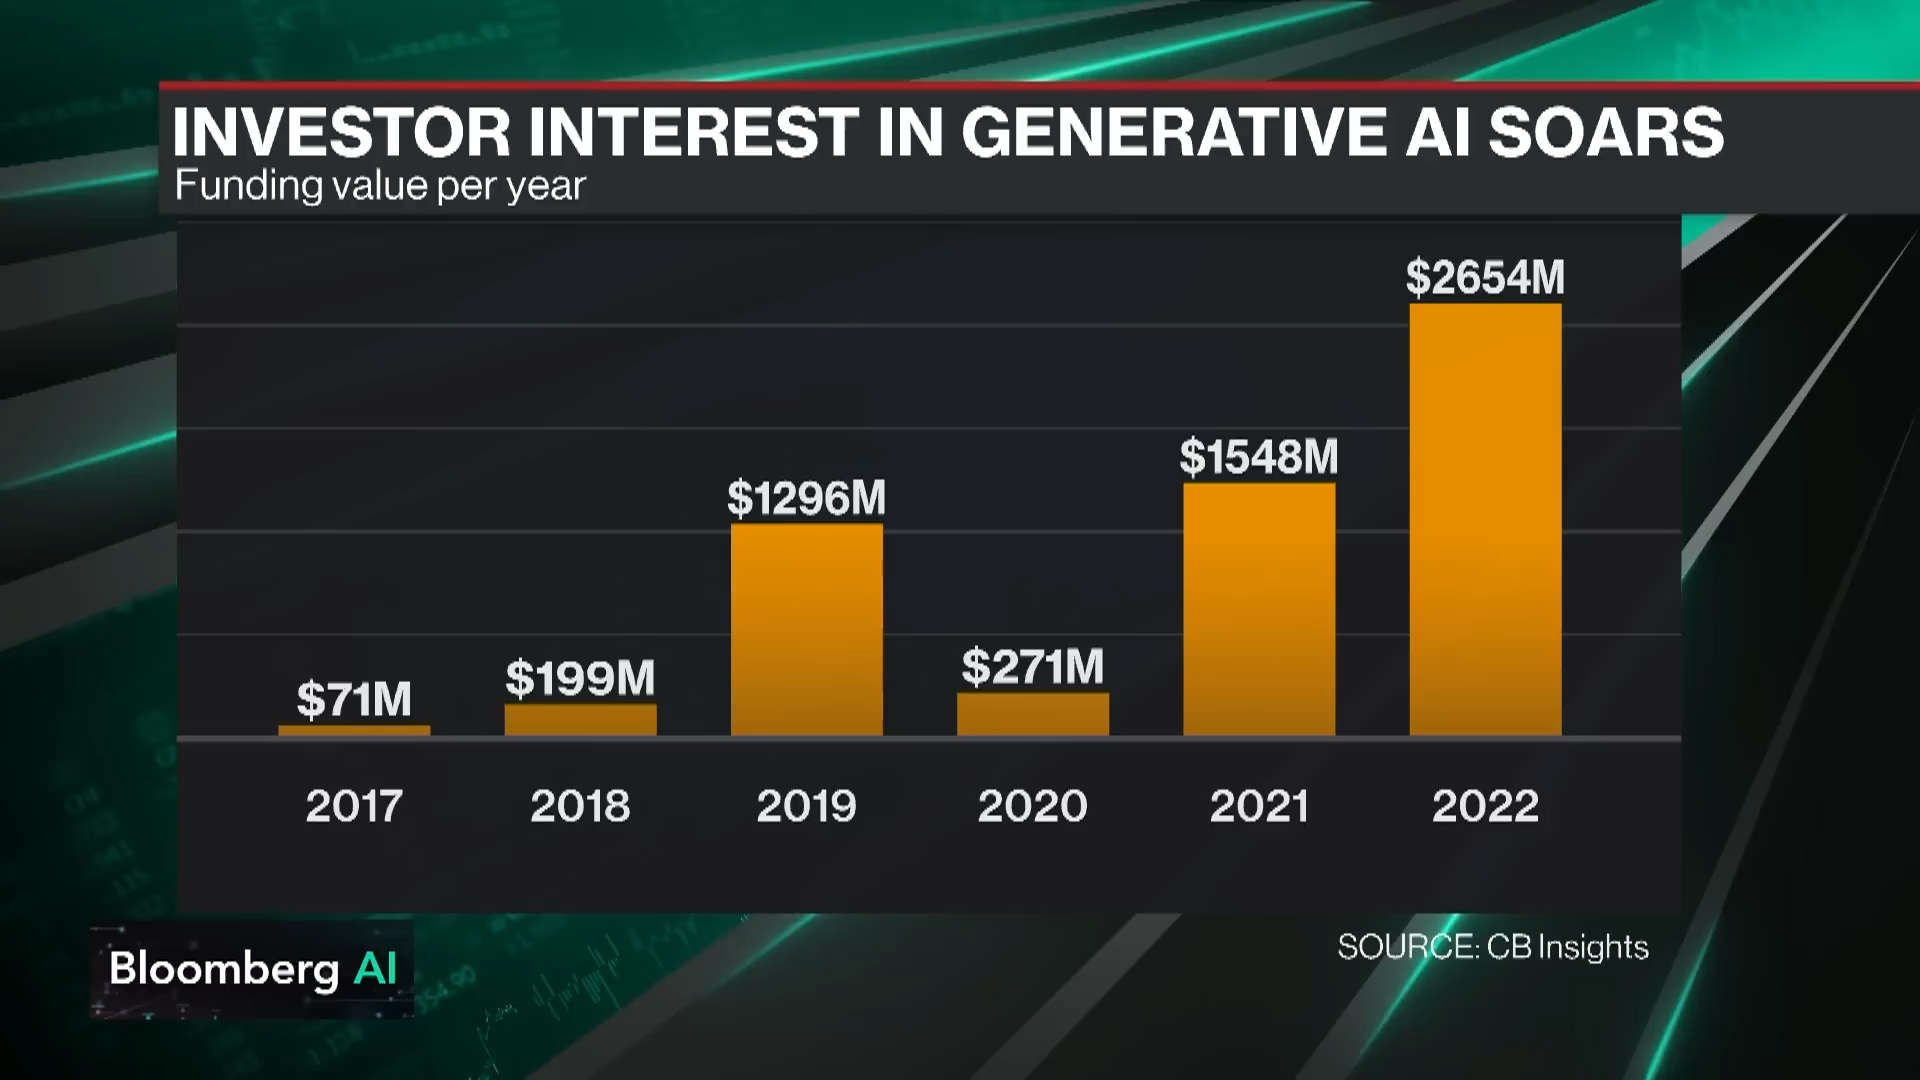 INVESTOR INTEREST IN GENERATIVE AI SOARS
Funding value per year
$71M
$199M
$1296M
$271M
$1548M
$2654M
2017 2018 2019 2020 2021 2022
Bloomberg AI
SOURCE: CB Insights